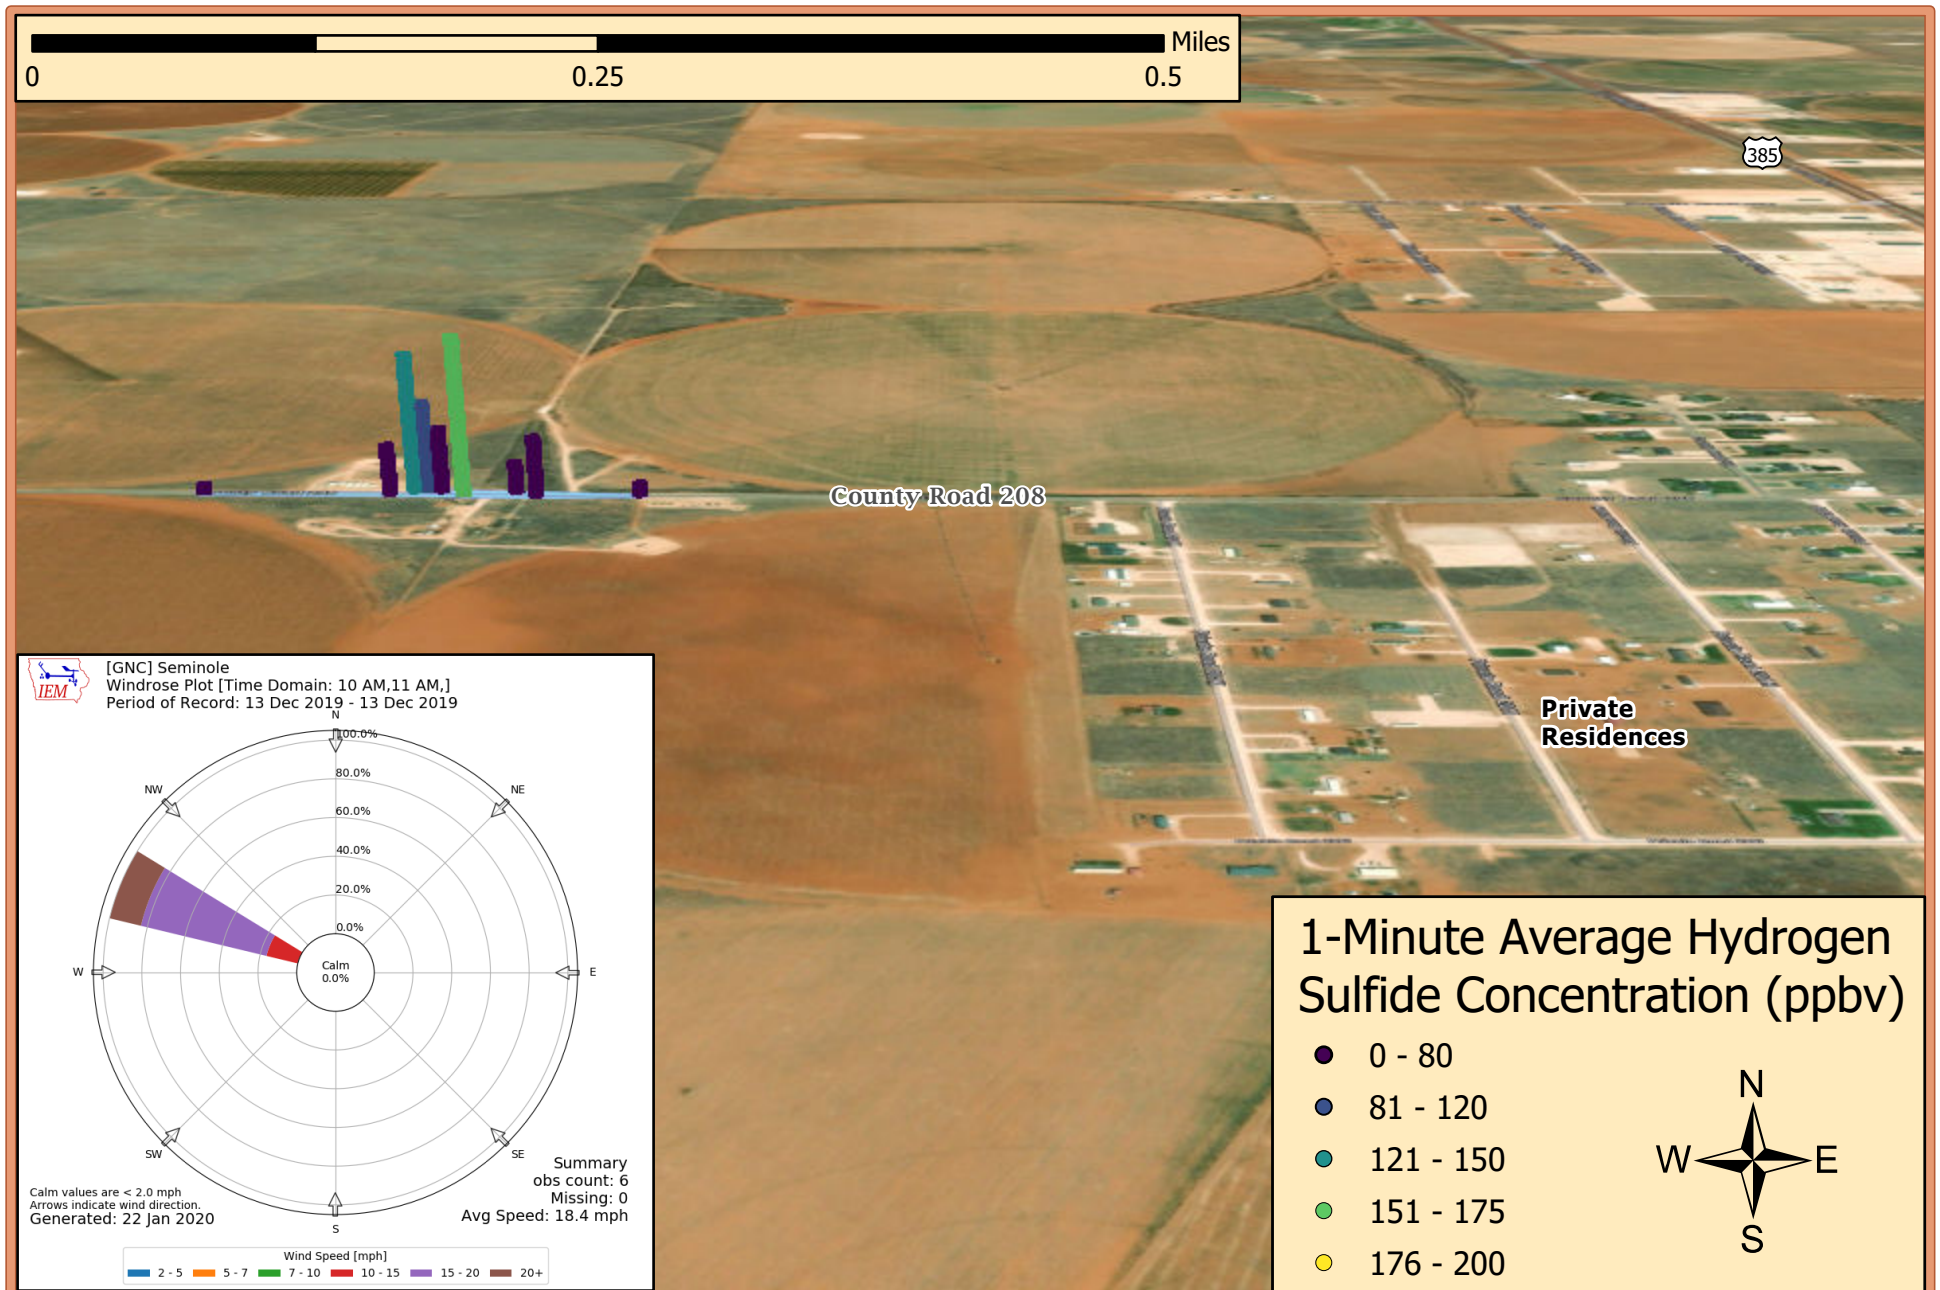 Miles
0 0.25 0.5
385
County Road 208
Private
Residences
IEM
[GNC] Seminole
Windrose Plot [Time Domain: 10 AM,11 AM,]
Period of Record: 13 Dec 2019 - 13 Dec 2019
N
100.0%
80.0%
60.0%
40.0%
20.0%
0.0%
NW
NE
W
Calm
0.0%
E
SW
SE
S
Calm values are < 2.0 mph
Arrows indicate wind direction.
Generated: 22 Jan 2020
Summary
obs count: 6
Missing: 0
Avg Speed: 18.4 mph
Wind Speed [mph]
2 - 5 5 - 7 7 - 10 10 - 15 15 - 20 20+
1-Minute Average Hydrogen
Sulfide Concentration (ppbv)
0 - 80
81 - 120
121 - 150
151 - 175
176 - 200
N
W E
S